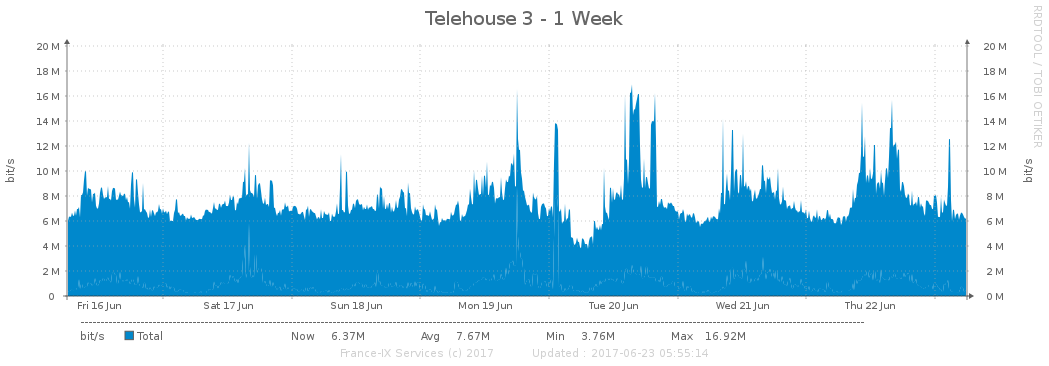 Telehouse 3 - 1 Week
RRDTOOL / TOBI OETIKER
20 M 20 M
18 M 18 M
16 M 16 M
14 M 14 M
12 M 12 M
10 M 10 M
8 M 8 M
6 M 6 M
4 M 4 M
2 M 2 M
0 0 M
bit/s
bit/s
Fri 16 Jun Sat 17 Jun Sun 18 Jun Mon 19 Jun Tue 20 Jun Wed 21 Jun Thu 22 Jun
bit/s Total Now 6.37M Avg 7.67M Min 3.76M Max 16.92M
France-IX Services (c) 2017 Updated : 2017-06-23 05:55:14